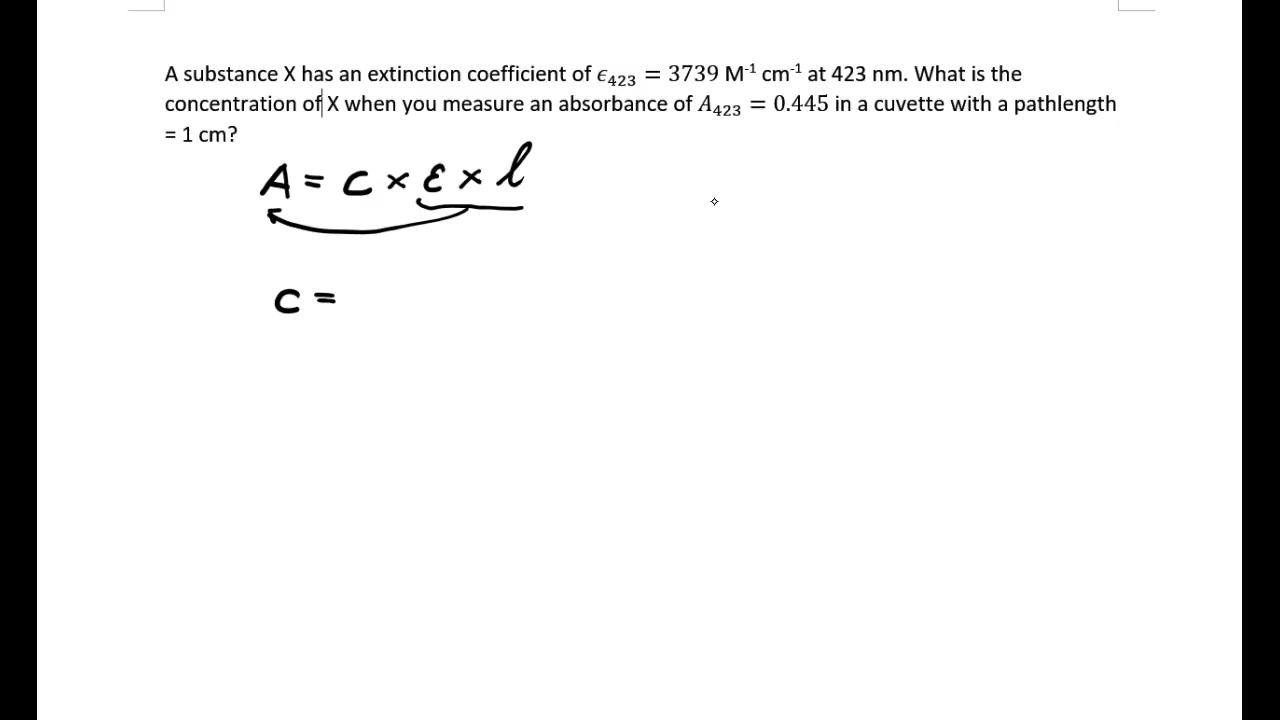 A substance X has an extinction coefficient of ϵ₄₂₃ = 3739 M⁻¹ cm⁻¹ at 423 nm. What is the
concentration of X when you measure an absorbance of A₄₂₃ = 0.445 in a cuvette with a pathlength
= 1 cm?
A = C × ε × l
C =